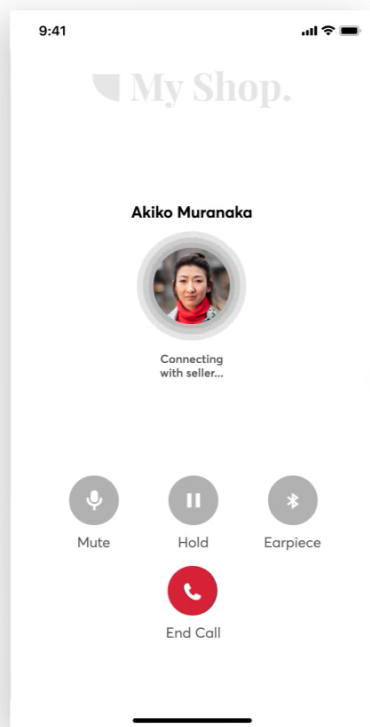 9:41
My Shop.
Akiko Muranaka
Connecting
with seller...
Mute
Hold
Earpiece
End Call